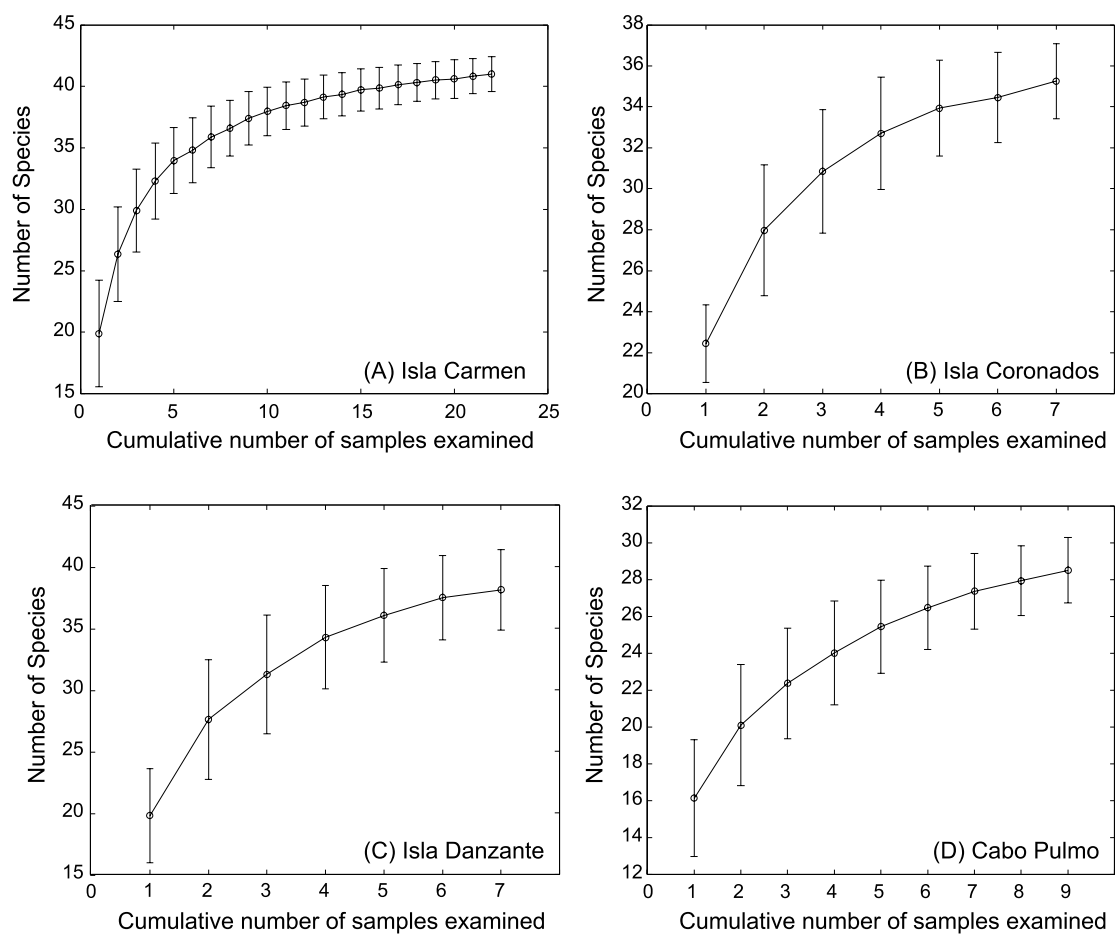 45
40
35
30
25
20
15
Number of Species
(A) Isla Carmen
0 5 10 15 20 25
Cumulative number of samples examined
38
36
34
32
30
28
26
24
22
20
Number of Species
(B) Isla Coronados
0 1 2 3 4 5 6 7
Cumulative number of samples examined
45
40
35
30
25
20
15
Number of Species
(C) Isla Danzante
0 1 2 3 4 5 6 7
Cumulative number of samples examined
32
30
28
26
24
22
20
18
16
14
12
Number of Species
(D) Cabo Pulmo
0 1 2 3 4 5 6 7 8 9
Cumulative number of samples examined